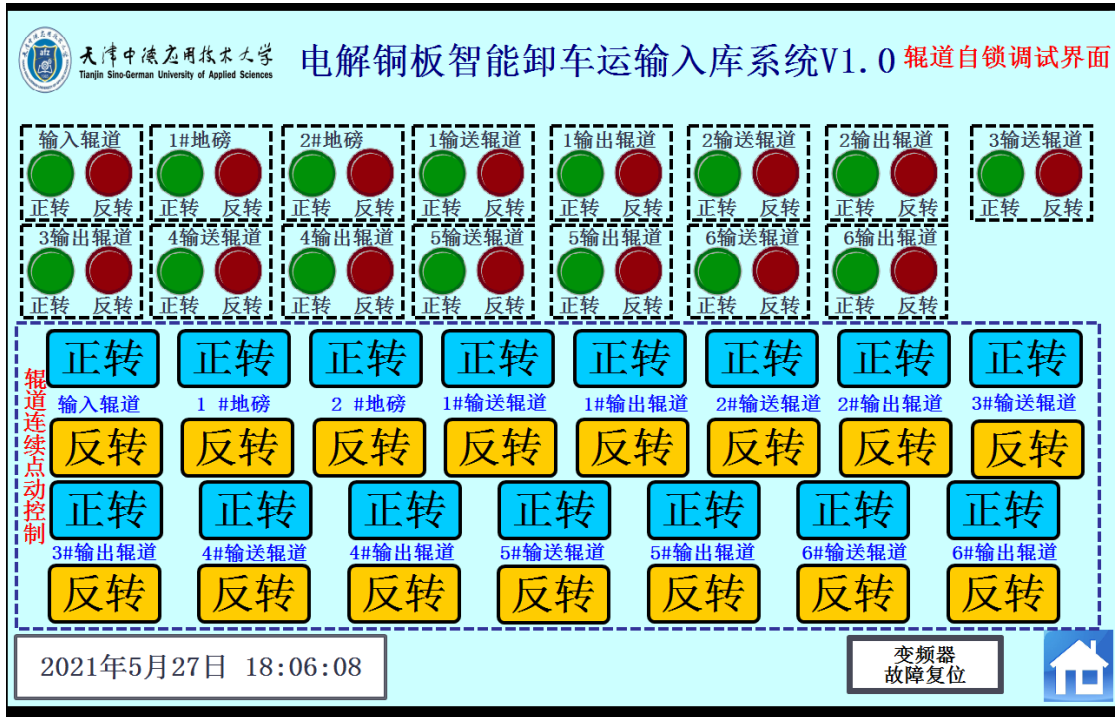 天津中德应用技术大学
Tianjin Sino-German University of Applied Sciences
电解铜板智能卸车运输入库系统V1.0
辊道自锁调试界面
输入辊道 1#地磅 2#地磅 1输送辊道 1输出辊道 2输送辊道 2输出辊道 3输送辊道
正转 反转 正转 反转 正转 反转 正转 反转 正转 反转 正转 反转 正转 反转 正转 反转
3输出辊道 4输送辊道 4输出辊道 5输送辊道 5输出辊道 6输送辊道 6输出辊道
正转 反转 正转 反转 正转 反转 正转 反转 正转 反转 正转 反转 正转 反转
辊道连续点动控制
正转 正转 正转 正转 正转 正转 正转 正转
输入辊道 1 #地磅 2 #地磅 1#输送辊道 1#输出辊道 2#输送辊道 2#输出辊道 3#输送辊道
反转 反转 反转 反转 反转 反转 反转 反转
正转 正转 正转 正转 正转 正转 正转
3#输出辊道 4#输送辊道 4#输出辊道 5#输送辊道 5#输出辊道 6#输送辊道 6#输出辊道
反转 反转 反转 反转 反转 反转 反转
2021年5月27日 18:06:08
变频器
故障复位